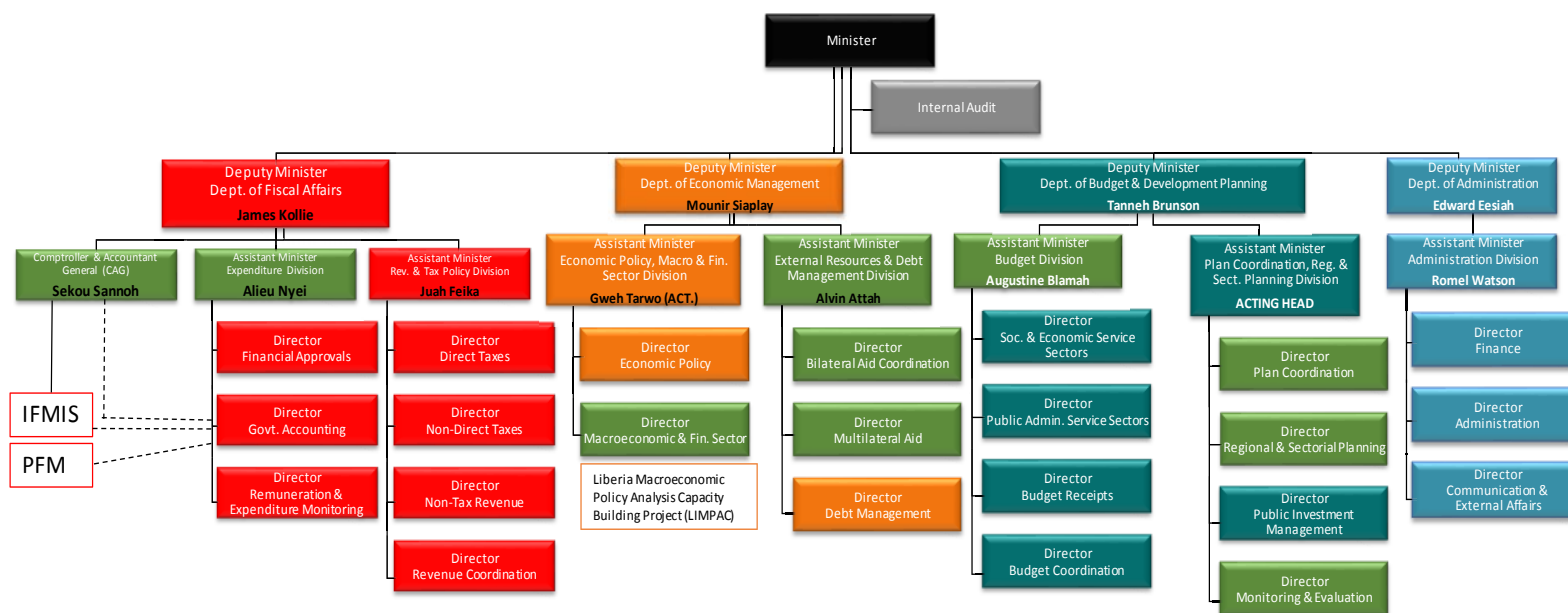 Minister
Internal Audit
Deputy Minister
Dept. of Fiscal Affairs
James Kollie
Deputy Minister
Dept. of Economic Management
Mounir Siaplay
Deputy Minister
Dept. of Budget & Development Planning
Tanneh Brunson
Deputy Minister
Dept. of Administration
Edward Eesiah
Comptroller & Accountant
General (CAG)
Sekou Sannoh
Assistant Minister
Expenditure Division
Alieu Nyei
Assistant Minister
Rev. & Tax Policy Division
Juah Feika
Assistant Minister
Economic Policy, Macro & Fin.
Sector Division
Gweh Tarwo (ACT.)
Assistant Minister
External Resources & Debt
Management Division
Alvin Attah
Assistant Minister
Budget Division
Augustine Blamah
Assistant Minister
Plan Coordination, Reg. &
Sect. Planning Division
ACTING HEAD
Assistant Minister
Administration Division
Romel Watson
IFMIS
PFM
Director
Financial Approvals
Director
Govt. Accounting
Director
Remuneration &
Expenditure Monitoring
Director
Direct Taxes
Director
Non-Direct Taxes
Director
Non-Tax Revenue
Director
Revenue Coordination
Director
Economic Policy
Director
Macroeconomic & Fin. Sector
Liberia Macroeconomic
Policy Analysis Capacity
Building Project (LIMPAC)
Director
Bilateral Aid Coordination
Director
Multilateral Aid
Director
Debt Management
Director
Soc. & Economic Service
Sectors
Director
Public Admin. Service Sectors
Director
Budget Receipts
Director
Budget Coordination
Director
Plan Coordination
Director
Regional & Sectorial Planning
Director
Public Investment
Management
Director
Monitoring & Evaluation
Director
Finance
Director
Administration
Director
Communication &
External Affairs